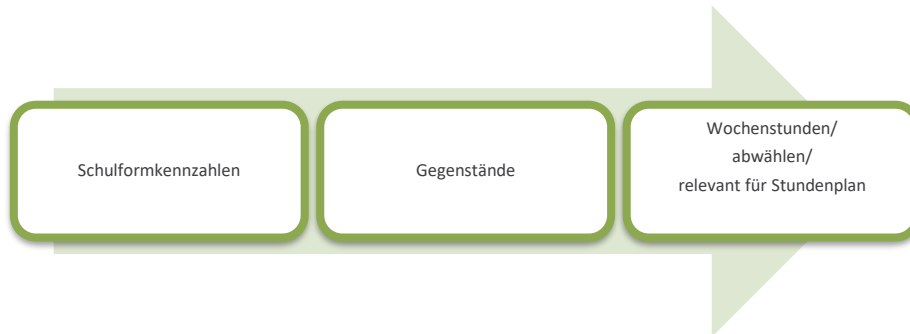 Schulformkennzahlen
Gegenstände
Wochenstunden/
abwählen/
relevant für Stundenplan